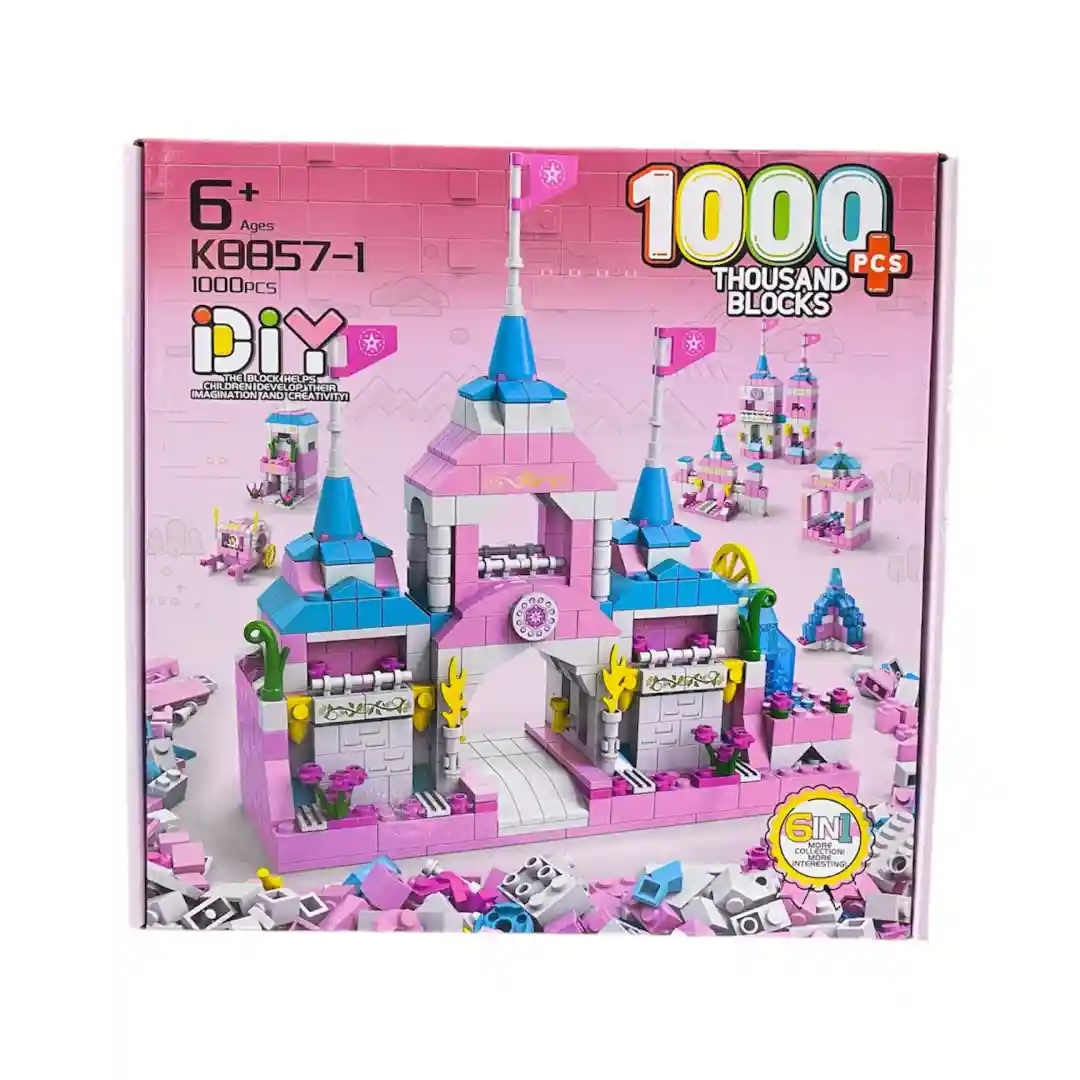 6+
Ages
K8857-1
1000PCS
DiY
THE BLOCK HELPS
CHILDREN DEVELOP THEIR
IMAGINATION AND CREATIVITY!
1000+
PCS
THOUSAND
BLOCKS
6IN1
MORE
COLLECTION!
MORE
INTERESTING!